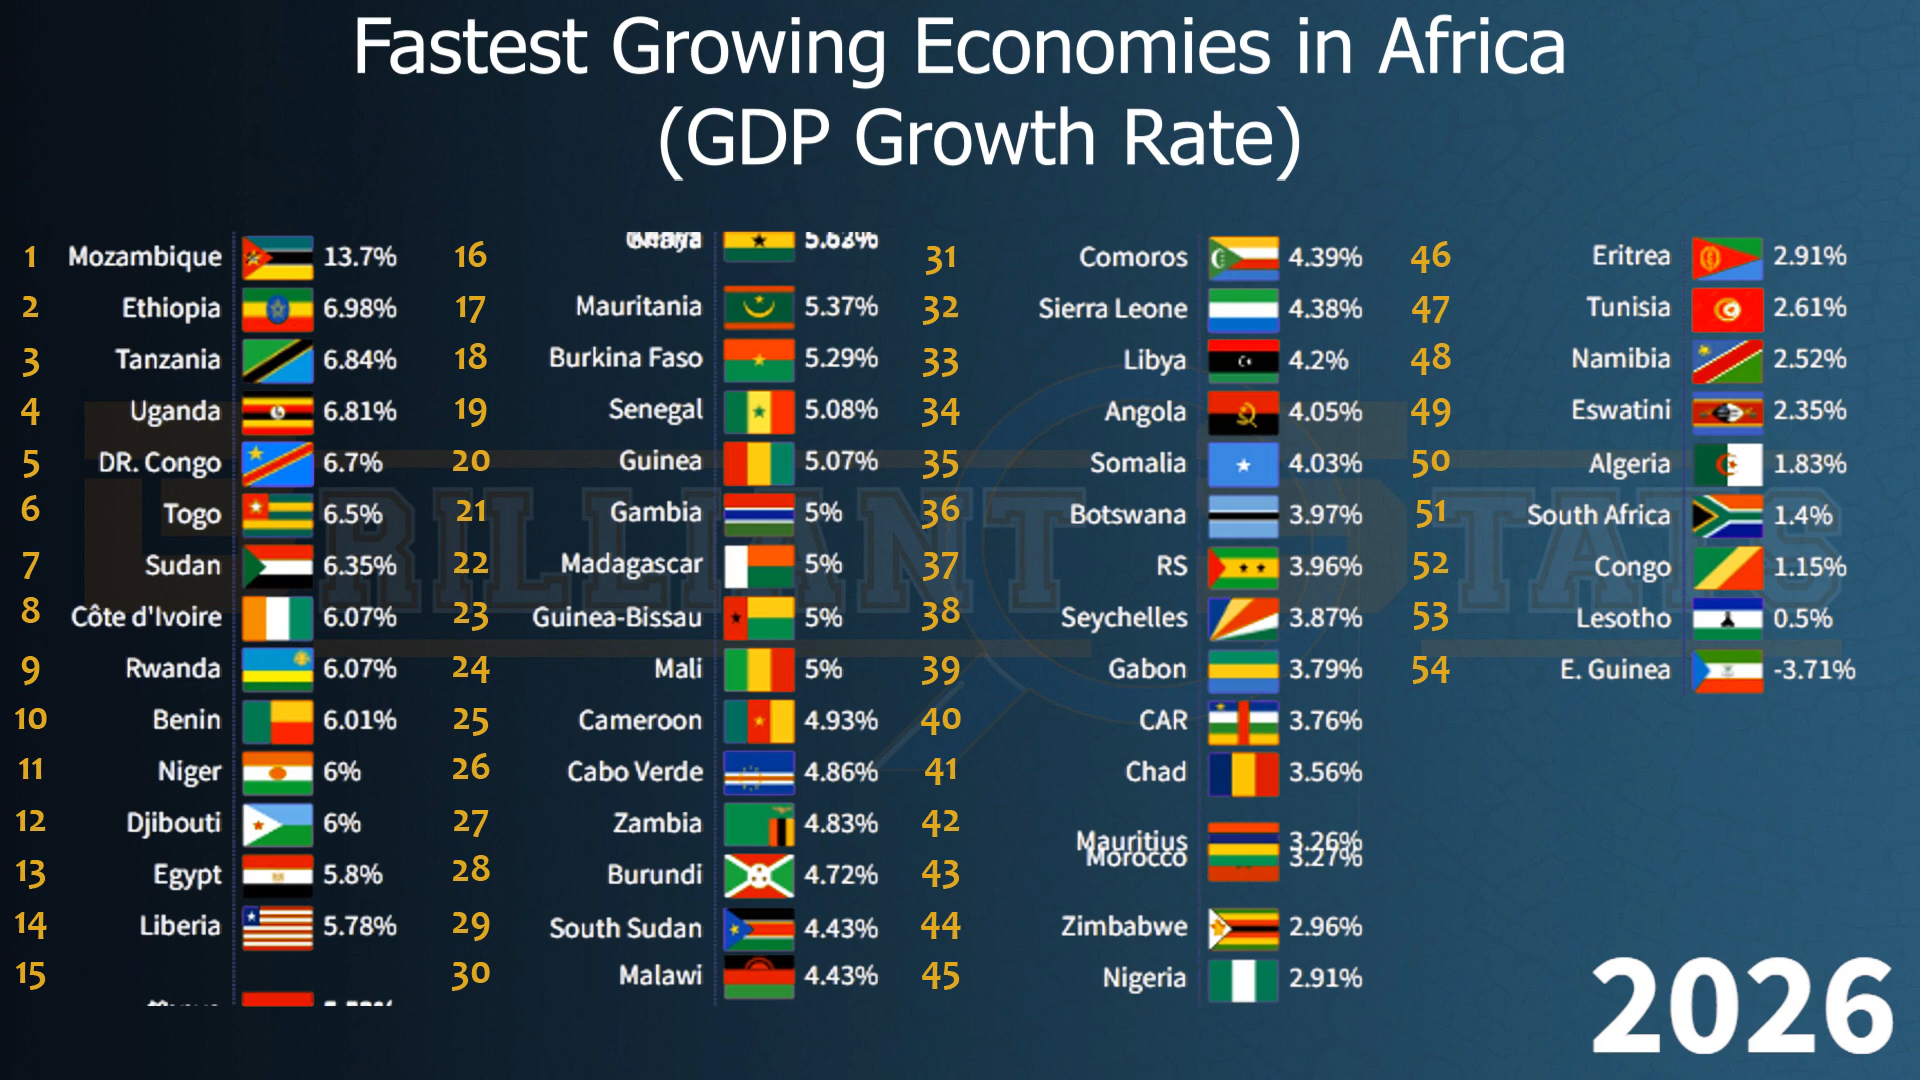 Fastest Growing Economies in Africa
(GDP Growth Rate)
1 Mozambique 13.7%
2 Ethiopia 6.98%
3 Tanzania 6.84%
4 Uganda 6.81%
5 DR. Congo 6.7%
6 Togo 6.5%
7 Sudan 6.35%
8 Côte d'Ivoire 6.07%
9 Rwanda 6.07%
10 Benin 6.01%
11 Niger 6%
12 Djibouti 6%
13 Egypt 5.8%
14 Liberia 5.78%
15
16
17 Mauritania 5.37%
18 Burkina Faso 5.29%
19 Senegal 5.08%
20 Guinea 5.07%
21 Gambia 5%
22 Madagascar 5%
23 Guinea-Bissau 5%
24 Mali 5%
25 Cameroon 4.93%
26 Cabo Verde 4.86%
27 Zambia 4.83%
28 Burundi 4.72%
29 South Sudan 4.43%
30 Malawi 4.43%
31 Comoros 4.39%
32 Sierra Leone 4.38%
33 Libya 4.2%
34 Angola 4.05%
35 Somalia 4.03%
36 Botswana 3.97%
37 RS 3.96%
38 Seychelles 3.87%
39 Gabon 3.79%
40 CAR 3.76%
41 Chad 3.56%
42 Mauritius 3.26%
43 Morocco 3.27%
44 Zimbabwe 2.96%
45 Nigeria 2.91%
46 Eritrea 2.91%
47 Tunisia 2.61%
48 Namibia 2.52%
49 Eswatini 2.35%
50 Algeria 1.83%
51 South Africa 1.4%
52 Congo 1.15%
53 Lesotho 0.5%
54 E. Guinea -3.71%
BRILLIANT STATS
2026